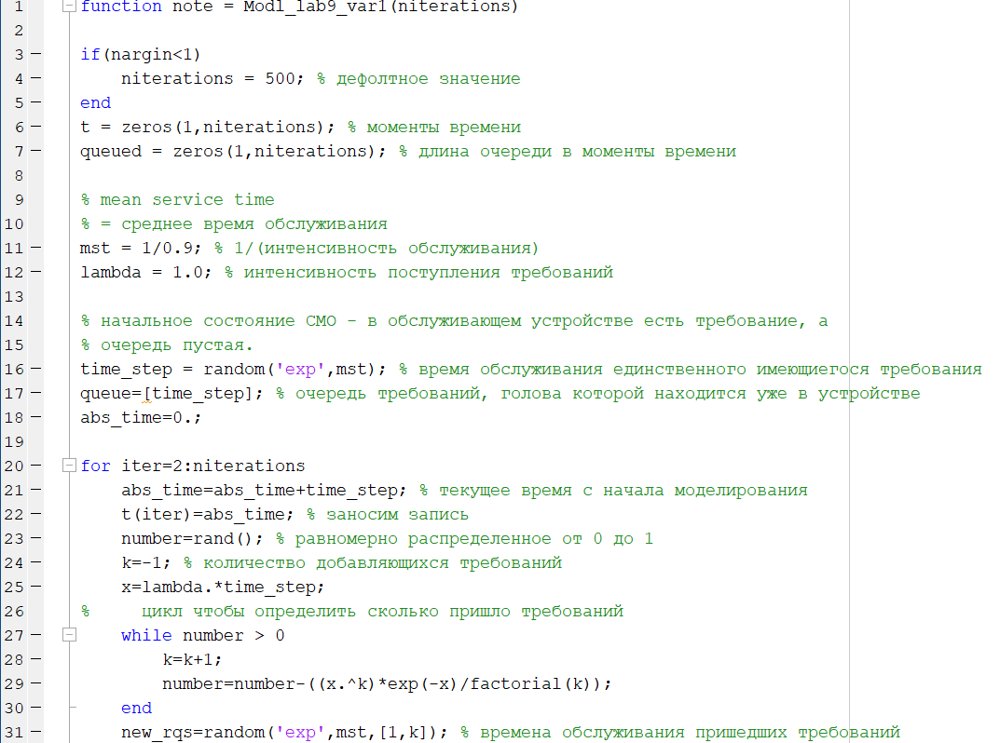 1 function note = Modl_lab9_var1(niterations)
2
3 if(nargin<1)
4 niterations = 500; % дефолтное значение
5 end
6 t = zeros(1,niterations); % моменты времени
7 queued = zeros(1,niterations); % длина очереди в моменты времени
8
9 % mean service time
10 % = среднее время обслуживания
11 mst = 1/0.9; % 1/(интенсивность обслуживания)
12 lambda = 1.0; % интенсивность поступления требований
13
14 % начальное состояние СМО - в обслуживающем устройстве есть требование, а
15 % очередь пустая.
16 time_step = random('exp',mst); % время обслуживания единственного имеющиегося требования
17 queue=[time_step]; % очередь требований, голова которой находится уже в устройстве
18 abs_time=0.;
19
20 for iter=2:niterations
21 abs_time=abs_time+time_step; % текущее время с начала моделирования
22 t(iter)=abs_time; % заносим запись
23 number=rand(); % равномерно распределенное от 0 до 1
24 k=-1; % количество добавляющихся требований
25 x=lambda.*time_step;
26 % цикл чтобы определить сколько пришло требований
27 while number > 0
28 k=k+1;
29 number=number-((x.^k)*exp(-x)/factorial(k));
30 end
31 new_rqs=random('exp',mst,[1,k]); % времена обслуживания пришедших требований